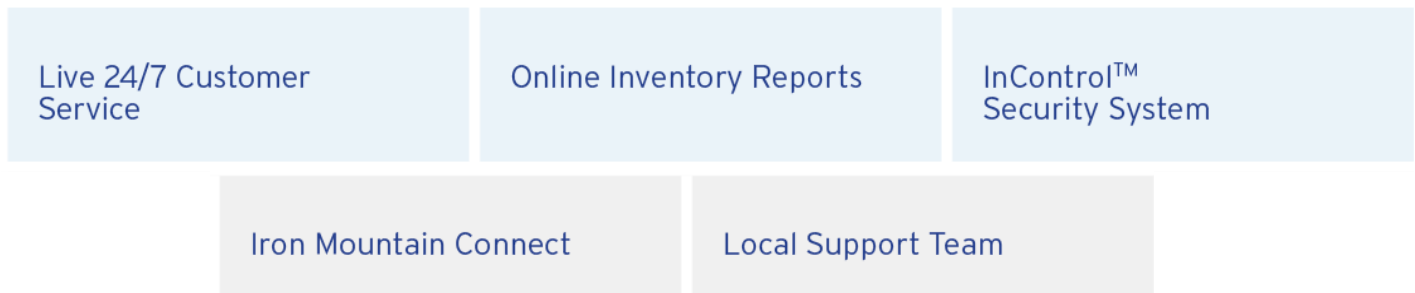 Live 24/7 Customer
Service
Online Inventory Reports
InControl™
Security System
Iron Mountain Connect
Local Support Team